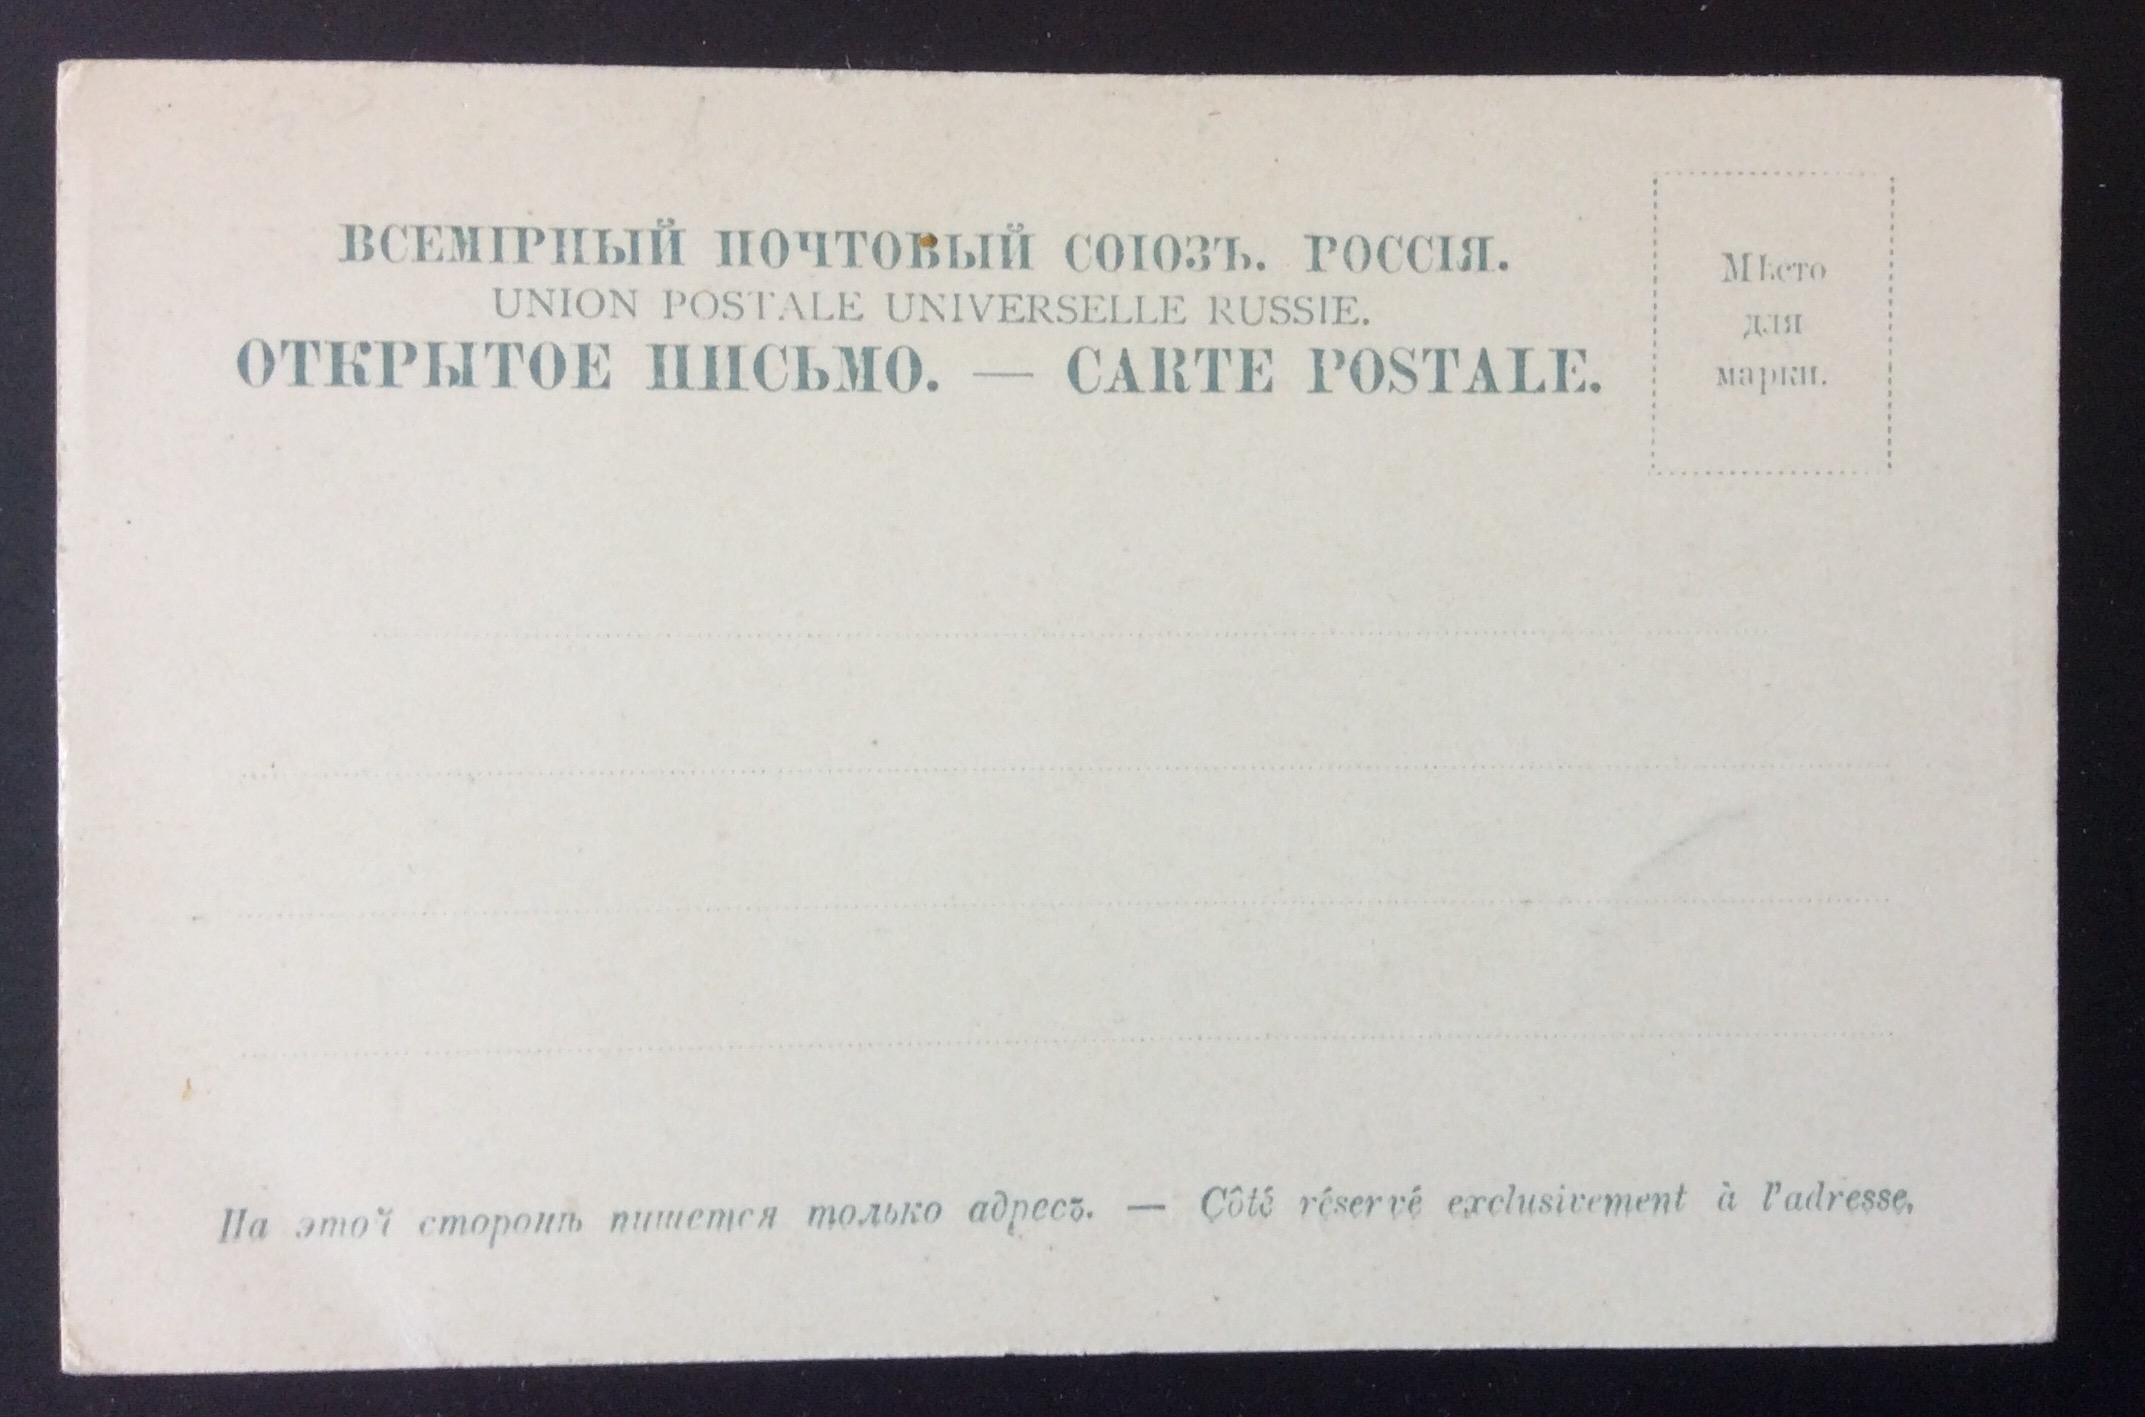 ВСЕМІРНЫЙ ПОЧТОВЫЙ СОЮЗЪ. РОССІЯ.
UNION POSTALE UNIVERSELLE RUSSIE.
ОТКРЫТОЕ ПИСЬМО. — CARTE POSTALE.
Мѣсто
для
марки.
На этой сторонѣ пишется только адресъ. — Côté réservé exclusivement à l'adresse.